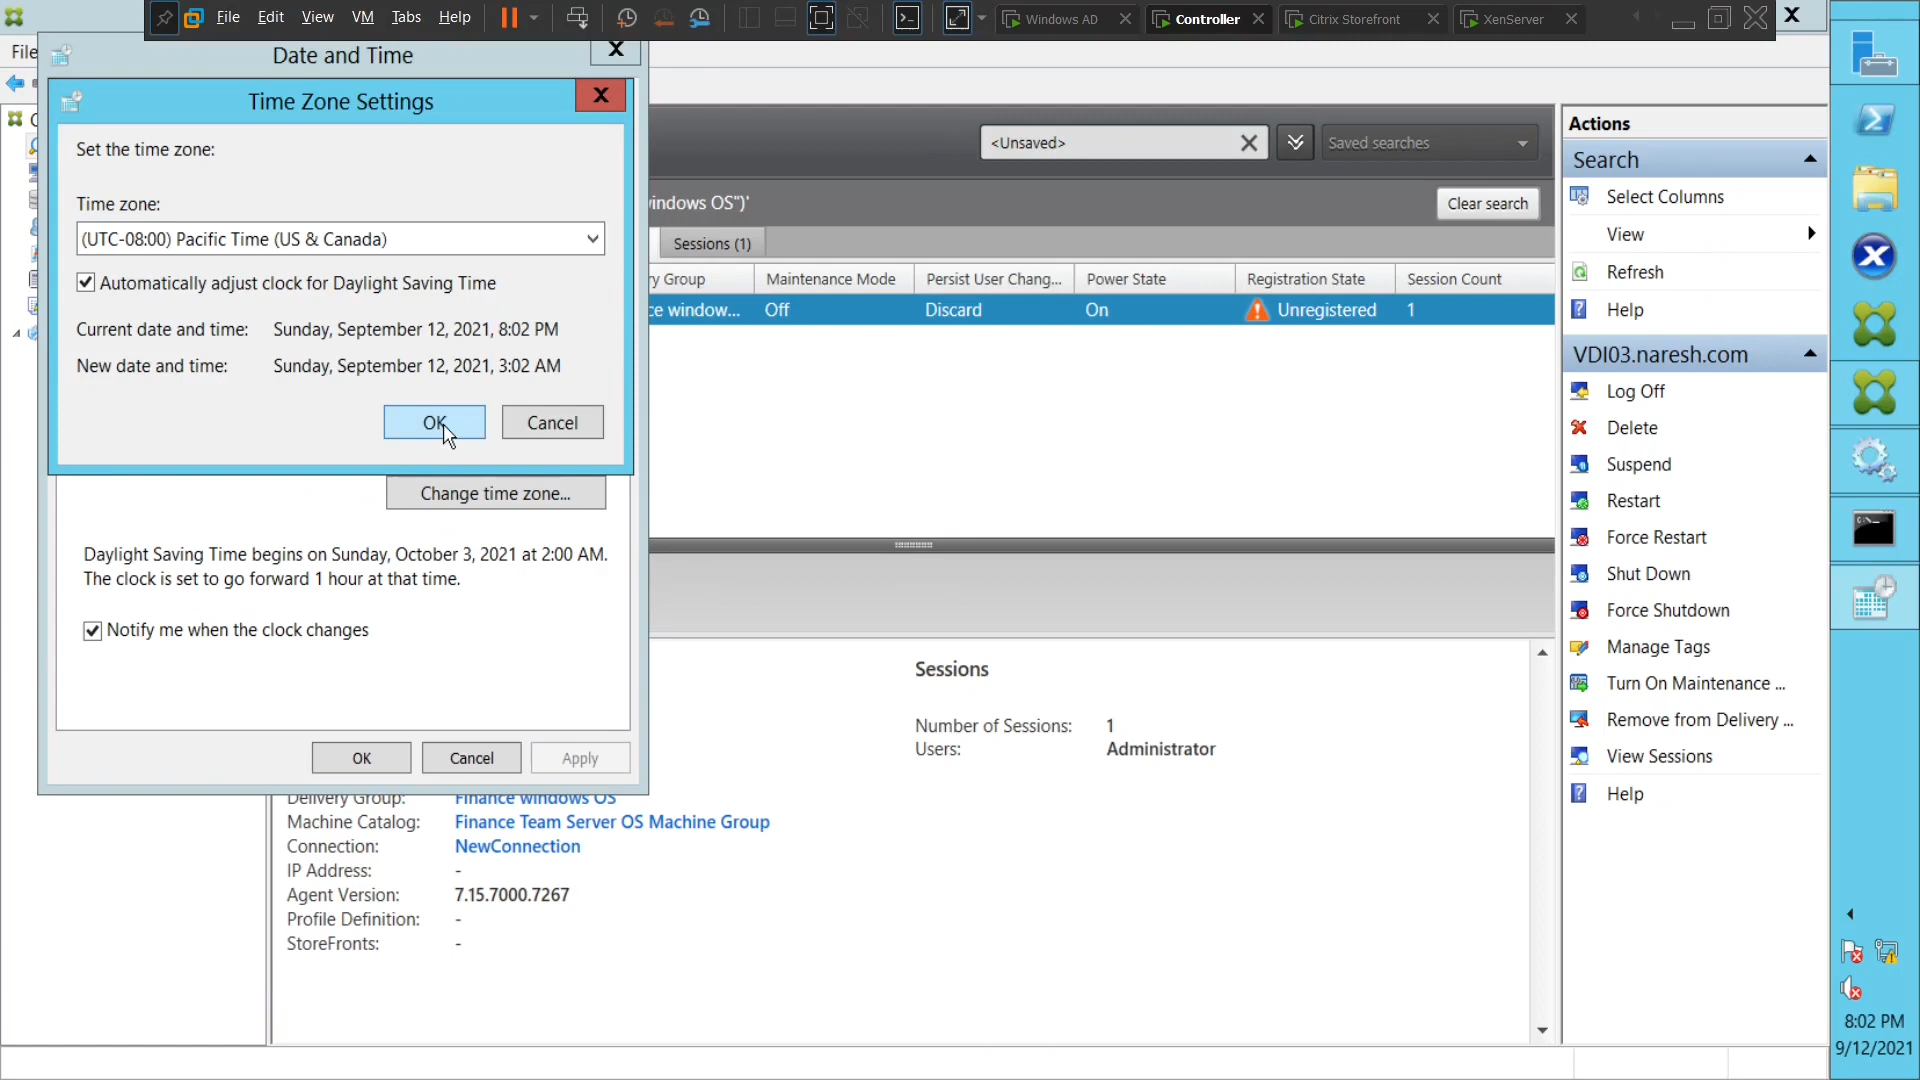 File Edit View VM Tabs Help
Windows AD
Controller
Citrix Storefront
XenServer
X
File
Date and Time
X
Time Zone Settings
X
Set the time zone:
Time zone:
(UTC-08:00) Pacific Time (US & Canada)
Automatically adjust clock for Daylight Saving Time
Current date and time: Sunday, September 12, 2021, 8:02 PM
New date and time: Sunday, September 12, 2021, 3:02 AM
OK Cancel
Change time zone...
Daylight Saving Time begins on Sunday, October 3, 2021 at 2:00 AM.
The clock is set to go forward 1 hour at that time.
Notify me when the clock changes
OK Cancel Apply
<Unsaved>
Saved searches
indows OS")'
Clear search
Sessions (1)
ry Group Maintenance Mode Persist User Chang... Power State Registration State Session Count
ce window... Off Discard On Unregistered 1
Sessions
Number of Sessions: 1
Users: Administrator
Delivery Group: Finance windows OS
Machine Catalog: Finance Team Server OS Machine Group
Connection: NewConnection
IP Address: -
Agent Version: 7.15.7000.7267
Profile Definition: -
StoreFronts: -
Actions
Search
Select Columns
View
Refresh
Help
VDI03.naresh.com
Log Off
Delete
Suspend
Restart
Force Restart
Shut Down
Force Shutdown
Manage Tags
Turn On Maintenance ...
Remove from Delivery ...
View Sessions
Help
8:02 PM
9/12/2021